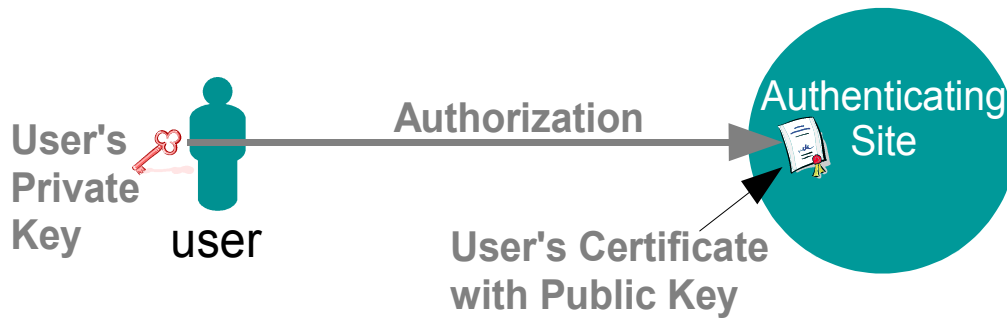 User's
Private
Key
user
Authorization
User's Certificate
with Public Key
Authenticating
Site